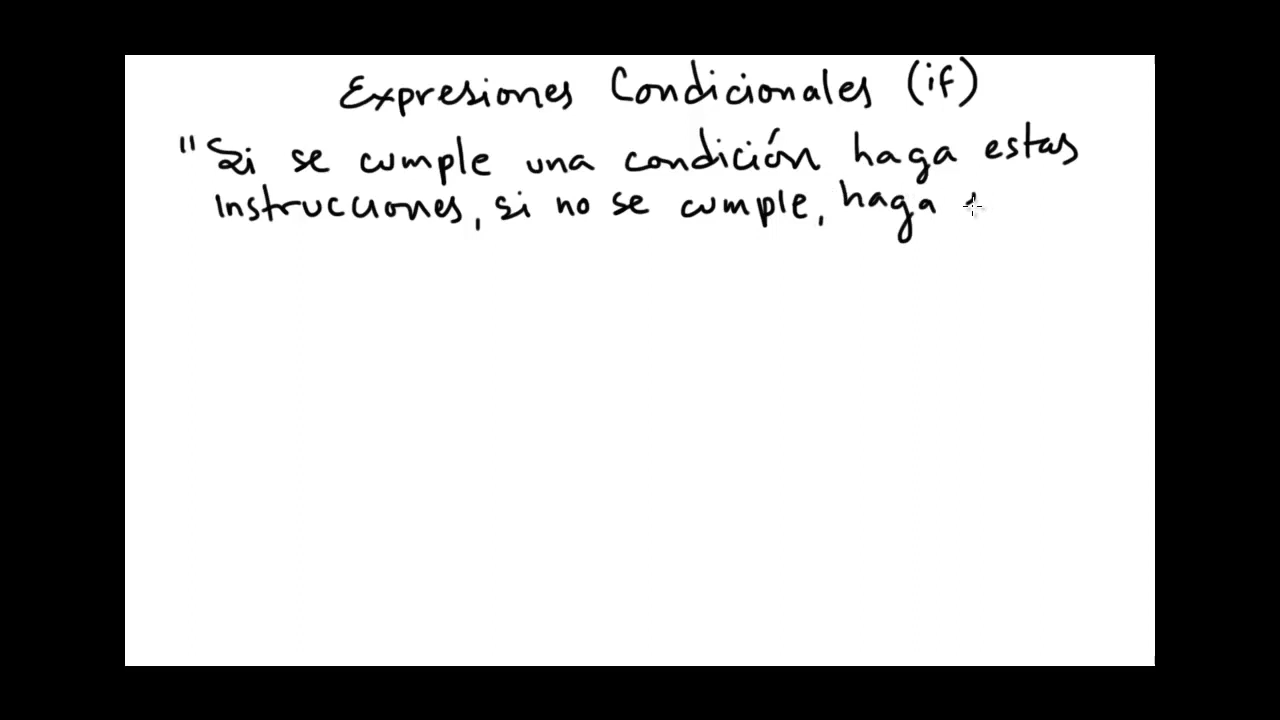 Expresiones Condicionales (if)
"Si se cumple una condición haga estas
instrucciones, si no se cumple, haga